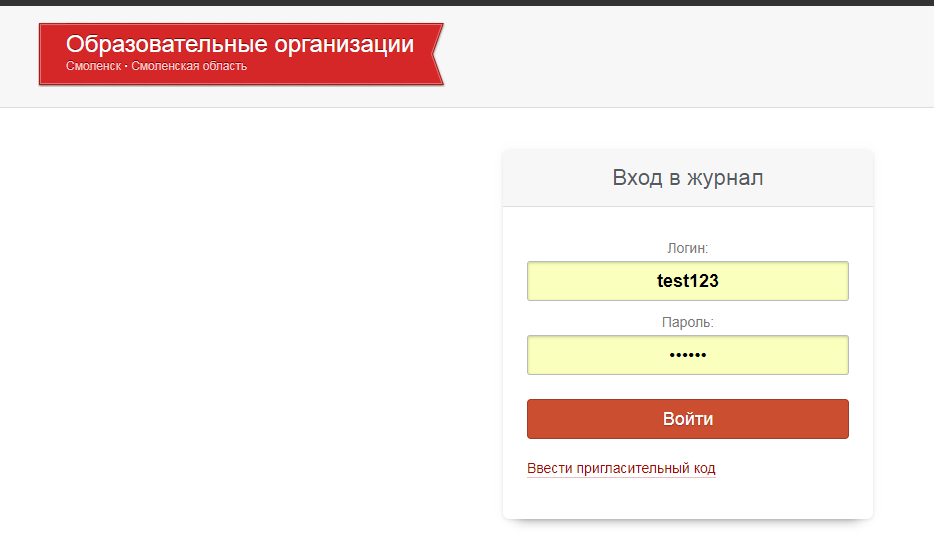 Образовательные организации
Смоленск · Смоленская область
Вход в журнал
Логин:
test123
Пароль:
••••••
Войти
Ввести пригласительный код